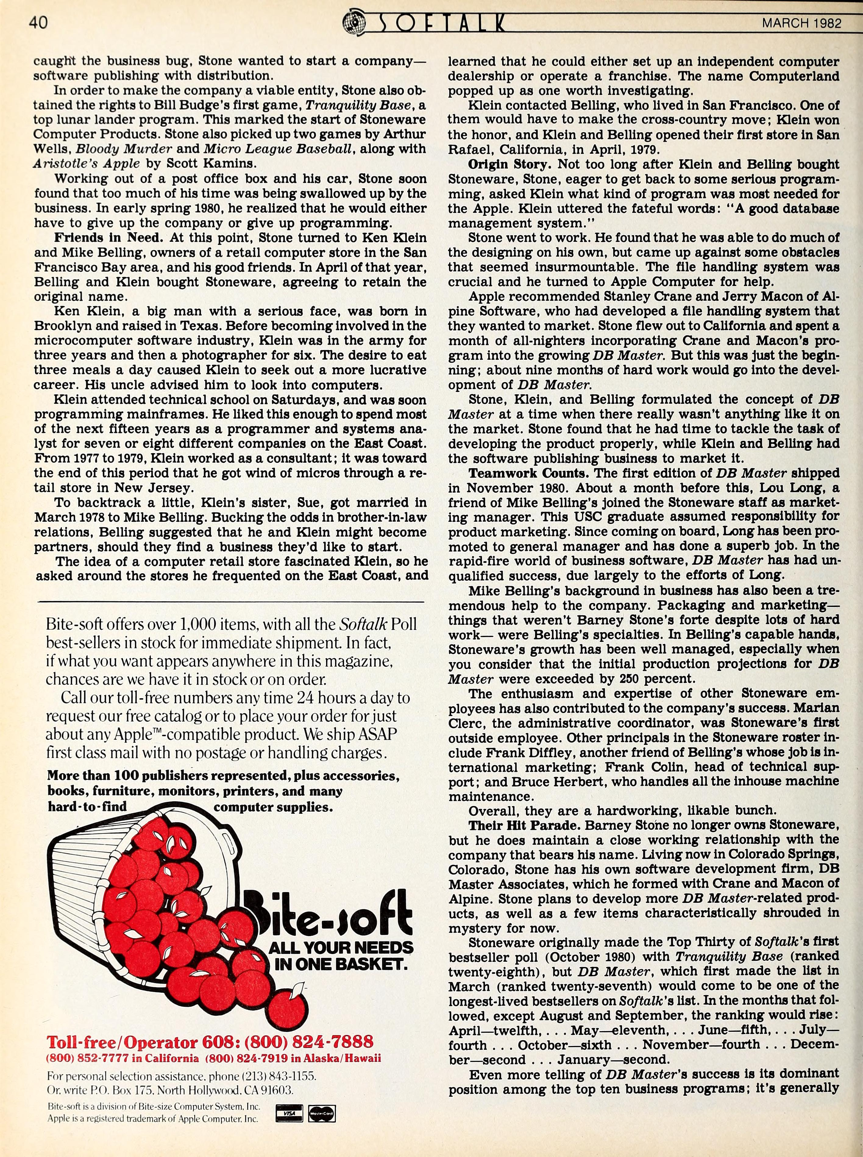 40
SOFTALK
MARCH 1982
caught the business bug, Stone wanted to start a company—
software publishing with distribution.
In order to make the company a viable entity, Stone also ob-
tained the rights to Bill Budge's first game, Tranquility Base, a
top lunar lander program. This marked the start of Stoneware
Computer Products. Stone also picked up two games by Arthur
Wells, Bloody Murder and Micro League Baseball, along with
Aristotle's Apple by Scott Kamins.
Working out of a post office box and his car, Stone soon
found that too much of his time was being swallowed up by the
business. In early spring 1980, he realized that he would either
have to give up the company or give up programming.
Friends in Need. At this point, Stone turned to Ken Klein
and Mike Belling, owners of a retail computer store in the San
Francisco Bay area, and his good friends. In April of that year,
Belling and Klein bought Stoneware, agreeing to retain the
original name.
Ken Klein, a big man with a serious face, was born in
Brooklyn and raised in Texas. Before becoming involved in the
microcomputer software industry, Klein was in the army for
three years and then a photographer for six. The desire to eat
three meals a day caused Klein to seek out a more lucrative
career. His uncle advised him to look into computers.
Klein attended technical school on Saturdays, and was soon
programming mainframes. He liked this enough to spend most
of the next fifteen years as a programmer and systems ana-
lyst for seven or eight different companies on the East Coast.
From 1977 to 1979, Klein worked as a consultant; it was toward
the end of this period that he got wind of micros through a re-
tail store in New Jersey.
To backtrack a little, Klein's sister, Sue, got married in
March 1978 to Mike Belling. Bucking the odds in brother-in-law
relations, Belling suggested that he and Klein might become
partners, should they find a business they'd like to start.
The idea of a computer retail store fascinated Klein, so he
asked around the stores he frequented on the East Coast, and
Bite-soft offers over 1,000 items, with all the Softalk Poll
best-sellers in stock for immediate shipment. In fact,
if what you want appears anywhere in this magazine,
chances are we have it in stock or on order.
Call our toll-free numbers any time 24 hours a day to
request our free catalog or to place your order for just
about any Apple™-compatible product. We ship ASAP
first class mail with no postage or handling charges.
More than 100 publishers represented, plus accessories,
books, furniture, monitors, printers, and many
hard-to-find computer supplies.
Bite-soft
ALL YOUR NEEDS
IN ONE BASKET.
Toll-free/Operator 608: (800) 824-7888
(800) 852-7777 in California (800) 824-7919 in Alaska/Hawaii
For personal selection assistance, phone (213) 843-1155.
Or, write P.O. Box 175, North Hollywood, CA 91603.
Bite-soft is a division of Bite-size Computer System, Inc.
Apple is a registered trademark of Apple Computer, Inc.
VISA
MasterCard
learned that he could either set up an independent computer
dealership or operate a franchise. The name Computerland
popped up as one worth investigating.
Klein contacted Belling, who lived in San Francisco. One of
them would have to make the cross-country move; Klein won
the honor, and Klein and Belling opened their first store in San
Rafael, California, in April, 1979.
Origin Story. Not too long after Klein and Belling bought
Stoneware, Stone, eager to get back to some serious program-
ming, asked Klein what kind of program was most needed for
the Apple. Klein uttered the fateful words: "A good database
management system."
Stone went to work. He found that he was able to do much of
the designing on his own, but came up against some obstacles
that seemed insurmountable. The file handling system was
crucial and he turned to Apple Computer for help.
Apple recommended Stanley Crane and Jerry Macon of Al-
pine Software, who had developed a file handling system that
they wanted to market. Stone flew out to California and spent a
month of all-nighters incorporating Crane and Macon's pro-
gram into the growing DB Master. But this was just the begin-
ning; about nine months of hard work would go into the devel-
opment of DB Master.
Stone, Klein, and Belling formulated the concept of DB
Master at a time when there really wasn't anything like it on
the market. Stone found that he had time to tackle the task of
developing the product properly, while Klein and Belling had
the software publishing business to market it.
Teamwork Counts. The first edition of DB Master shipped
in November 1980. About a month before this, Lou Long, a
friend of Mike Belling's joined the Stoneware staff as market-
ing manager. This USC graduate assumed responsibility for
product marketing. Since coming on board, Long has been pro-
moted to general manager and has done a superb job. In the
rapid-fire world of business software, DB Master has had un-
qualified success, due largely to the efforts of Long.
Mike Belling's background in business has also been a tre-
mendous help to the company. Packaging and marketing—
things that weren't Barney Stone's forte despite lots of hard
work— were Belling's specialties. In Belling's capable hands,
Stoneware's growth has been well managed, especially when
you consider that the initial production projections for DB
Master were exceeded by 250 percent.
The enthusiasm and expertise of other Stoneware em-
ployees has also contributed to the company's success. Marian
Clerc, the administrative coordinator, was Stoneware's first
outside employee. Other principals in the Stoneware roster in-
clude Frank Diffley, another friend of Belling's whose job is in-
ternational marketing; Frank Colin, head of technical sup-
port; and Bruce Herbert, who handles all the inhouse machine
maintenance.
Overall, they are a hardworking, likable bunch.
Their Hit Parade. Barney Stone no longer owns Stoneware,
but he does maintain a close working relationship with the
company that bears his name. Living now in Colorado Springs,
Colorado, Stone has his own software development firm, DB
Master Associates, which he formed with Crane and Macon of
Alpine. Stone plans to develop more DB Master-related prod-
ucts, as well as a few items characteristically shrouded in
mystery for now.
Stoneware originally made the Top Thirty of Softalk's first
bestseller poll (October 1980) with Tranquility Base (ranked
twenty-eighth), but DB Master, which first made the list in
March (ranked twenty-seventh) would come to be one of the
longest-lived bestsellers on Softalk's list. In the months that fol-
lowed, except August and September, the ranking would rise:
April—twelfth, . . . May—eleventh, . . . June—fifth, . . . July—
fourth . . . October—sixth . . . November—fourth . . . Decem-
ber—second . . . January—second.
Even more telling of DB Master's success is its dominant
position among the top ten business programs; it's generally